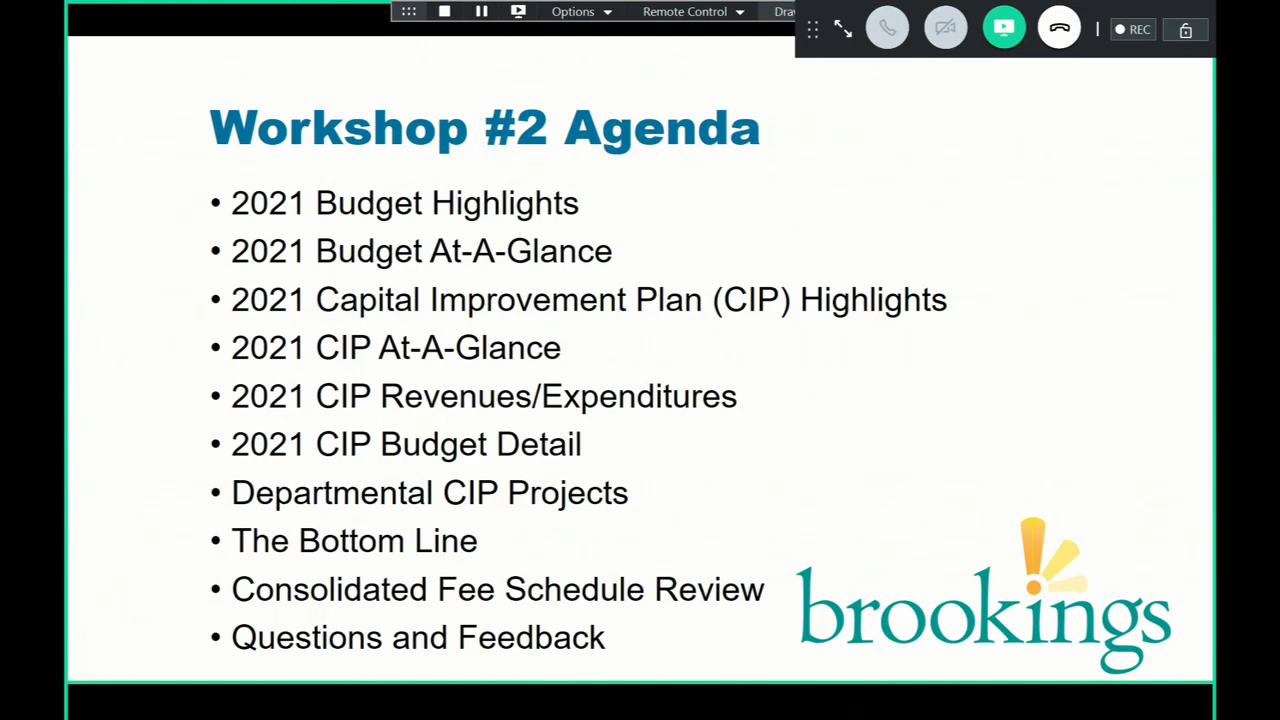 Options
Remote Control
REC
Workshop #2 Agenda
• 2021 Budget Highlights
• 2021 Budget At-A-Glance
• 2021 Capital Improvement Plan (CIP) Highlights
• 2021 CIP At-A-Glance
• 2021 CIP Revenues/Expenditures
• 2021 CIP Budget Detail
• Departmental CIP Projects
• The Bottom Line
• Consolidated Fee Schedule Review
• Questions and Feedback
brookings